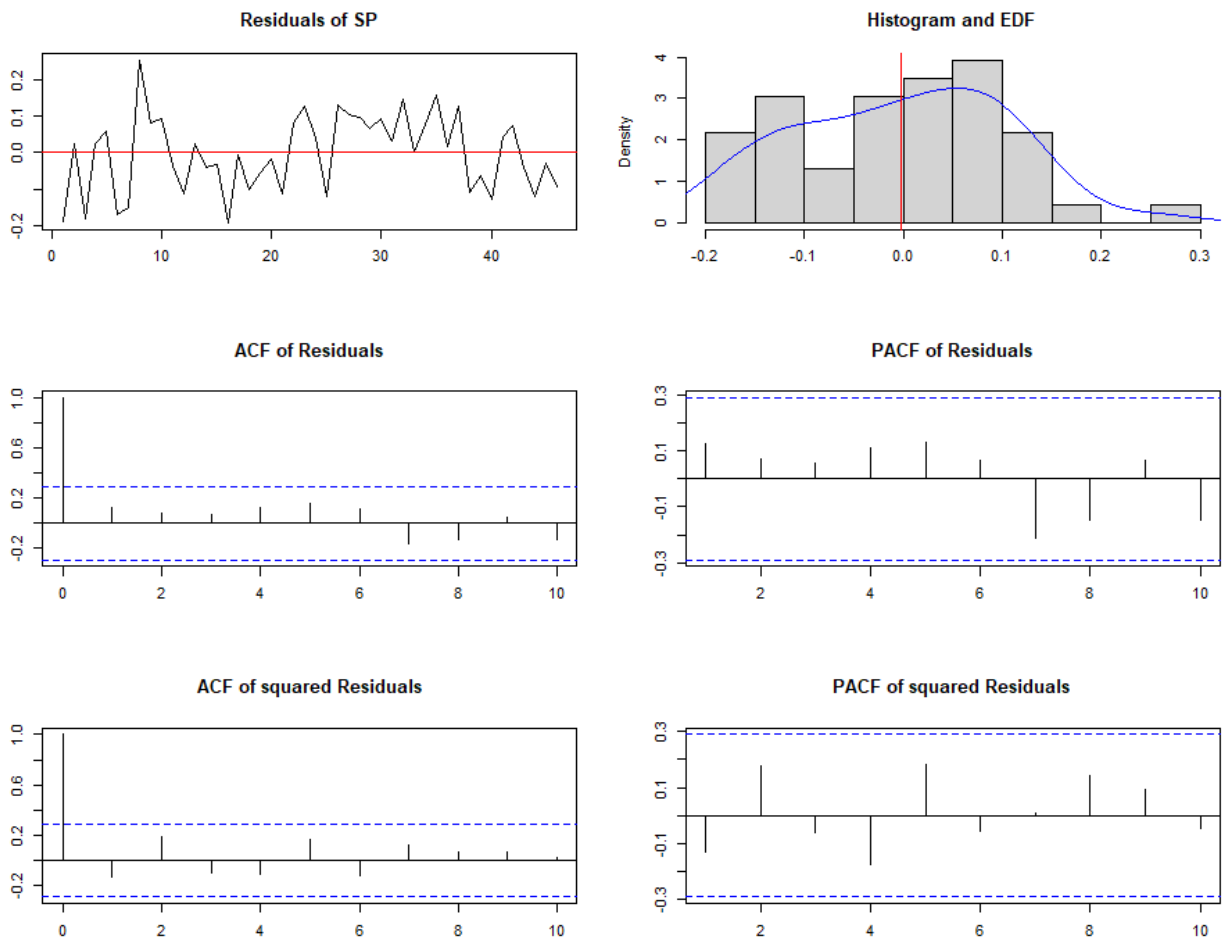 Residuals of SP
0.2
0.1
0.0
-0.2
0 10 20 30 40
Histogram and EDF
Density
4
3
2
1
0
-0.2 -0.1 0.0 0.1 0.2 0.3
ACF of Residuals
1.0
0.6
0.2
-0.2
0 2 4 6 8 10
PACF of Residuals
0.3
0.1
-0.1
-0.3
2 4 6 8 10
ACF of squared Residuals
1.0
0.6
0.2
-0.2
0 2 4 6 8 10
PACF of squared Residuals
0.3
0.1
-0.1
-0.3
2 4 6 8 10